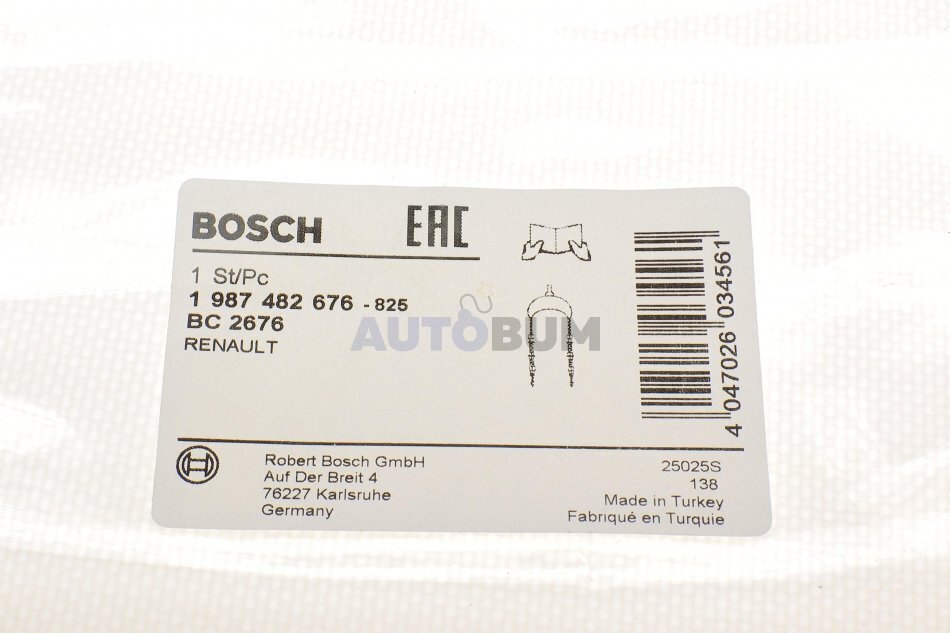 BOSCH EAC
1 St/Pc
1 987 482 676 - 825
BC 2676
RENAULT
AUTOBUM
4 047026 034561
Robert Bosch GmbH
Auf Der Breit 4
76227 Karlsruhe
Germany
25025S
138
Made in Turkey
Fabriqué en Turquie